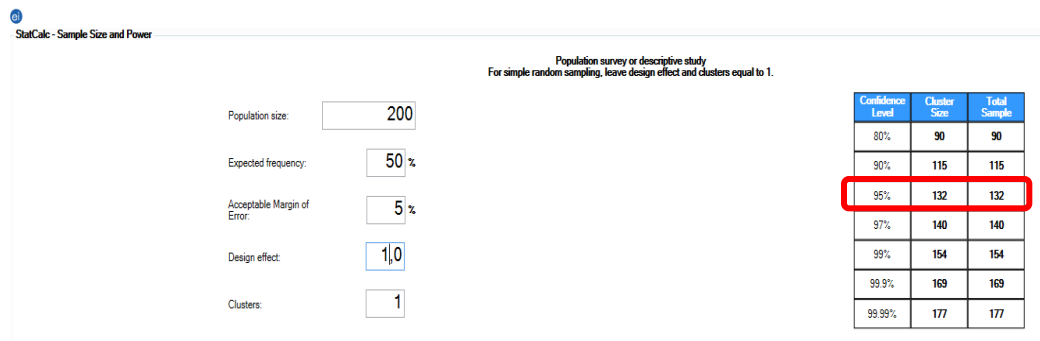 ei
StatCalc - Sample Size and Power
Population survey or descriptive study
For simple random sampling, leave design effect and clusters equal to 1.
Population size: 200
Expected frequency: 50 %
Acceptable Margin of
Error: 5 %
Design effect: 1,0
Clusters: 1
Confidence Level Cluster Size Total Sample
80% 90 90
90% 115 115
95% 132 132
97% 140 140
99% 154 154
99.9% 169 169
99.99% 177 177